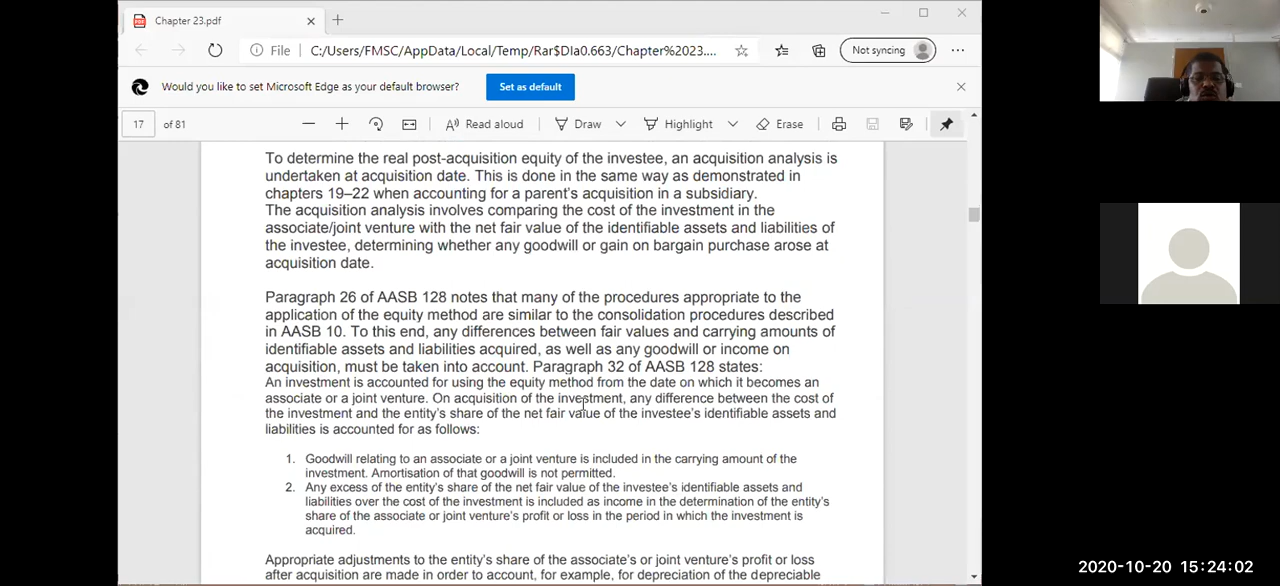 Chapter 23.pdf
File C:/Users/FMSC/AppData/Local/Temp/Rar$DIa0.663/Chapter%2023.... Not syncing
Would you like to set Microsoft Edge as your default browser? Set as default
17 of 81 Read aloud Draw Highlight Erase
To determine the real post-acquisition equity of the investee, an acquisition analysis is
undertaken at acquisition date. This is done in the same way as demonstrated in
chapters 19–22 when accounting for a parent's acquisition in a subsidiary.
The acquisition analysis involves comparing the cost of the investment in the
associate/joint venture with the net fair value of the identifiable assets and liabilities of
the investee, determining whether any goodwill or gain on bargain purchase arose at
acquisition date.
Paragraph 26 of AASB 128 notes that many of the procedures appropriate to the
application of the equity method are similar to the consolidation procedures described
in AASB 10. To this end, any differences between fair values and carrying amounts of
identifiable assets and liabilities acquired, as well as any goodwill or income on
acquisition, must be taken into account. Paragraph 32 of AASB 128 states:
An investment is accounted for using the equity method from the date on which it becomes an
associate or a joint venture. On acquisition of the investment, any difference between the cost of
the investment and the entity's share of the net fair value of the investee's identifiable assets and
liabilities is accounted for as follows:
1. Goodwill relating to an associate or a joint venture is included in the carrying amount of the
investment. Amortisation of that goodwill is not permitted.
2. Any excess of the entity's share of the net fair value of the investee's identifiable assets and
liabilities over the cost of the investment is included as income in the determination of the entity's
share of the associate or joint venture's profit or loss in the period in which the investment is
acquired.
Appropriate adjustments to the entity's share of the associate's or joint venture's profit or loss
after acquisition are made in order to account, for example, for depreciation of the depreciable
2020-10-20 15:24:02